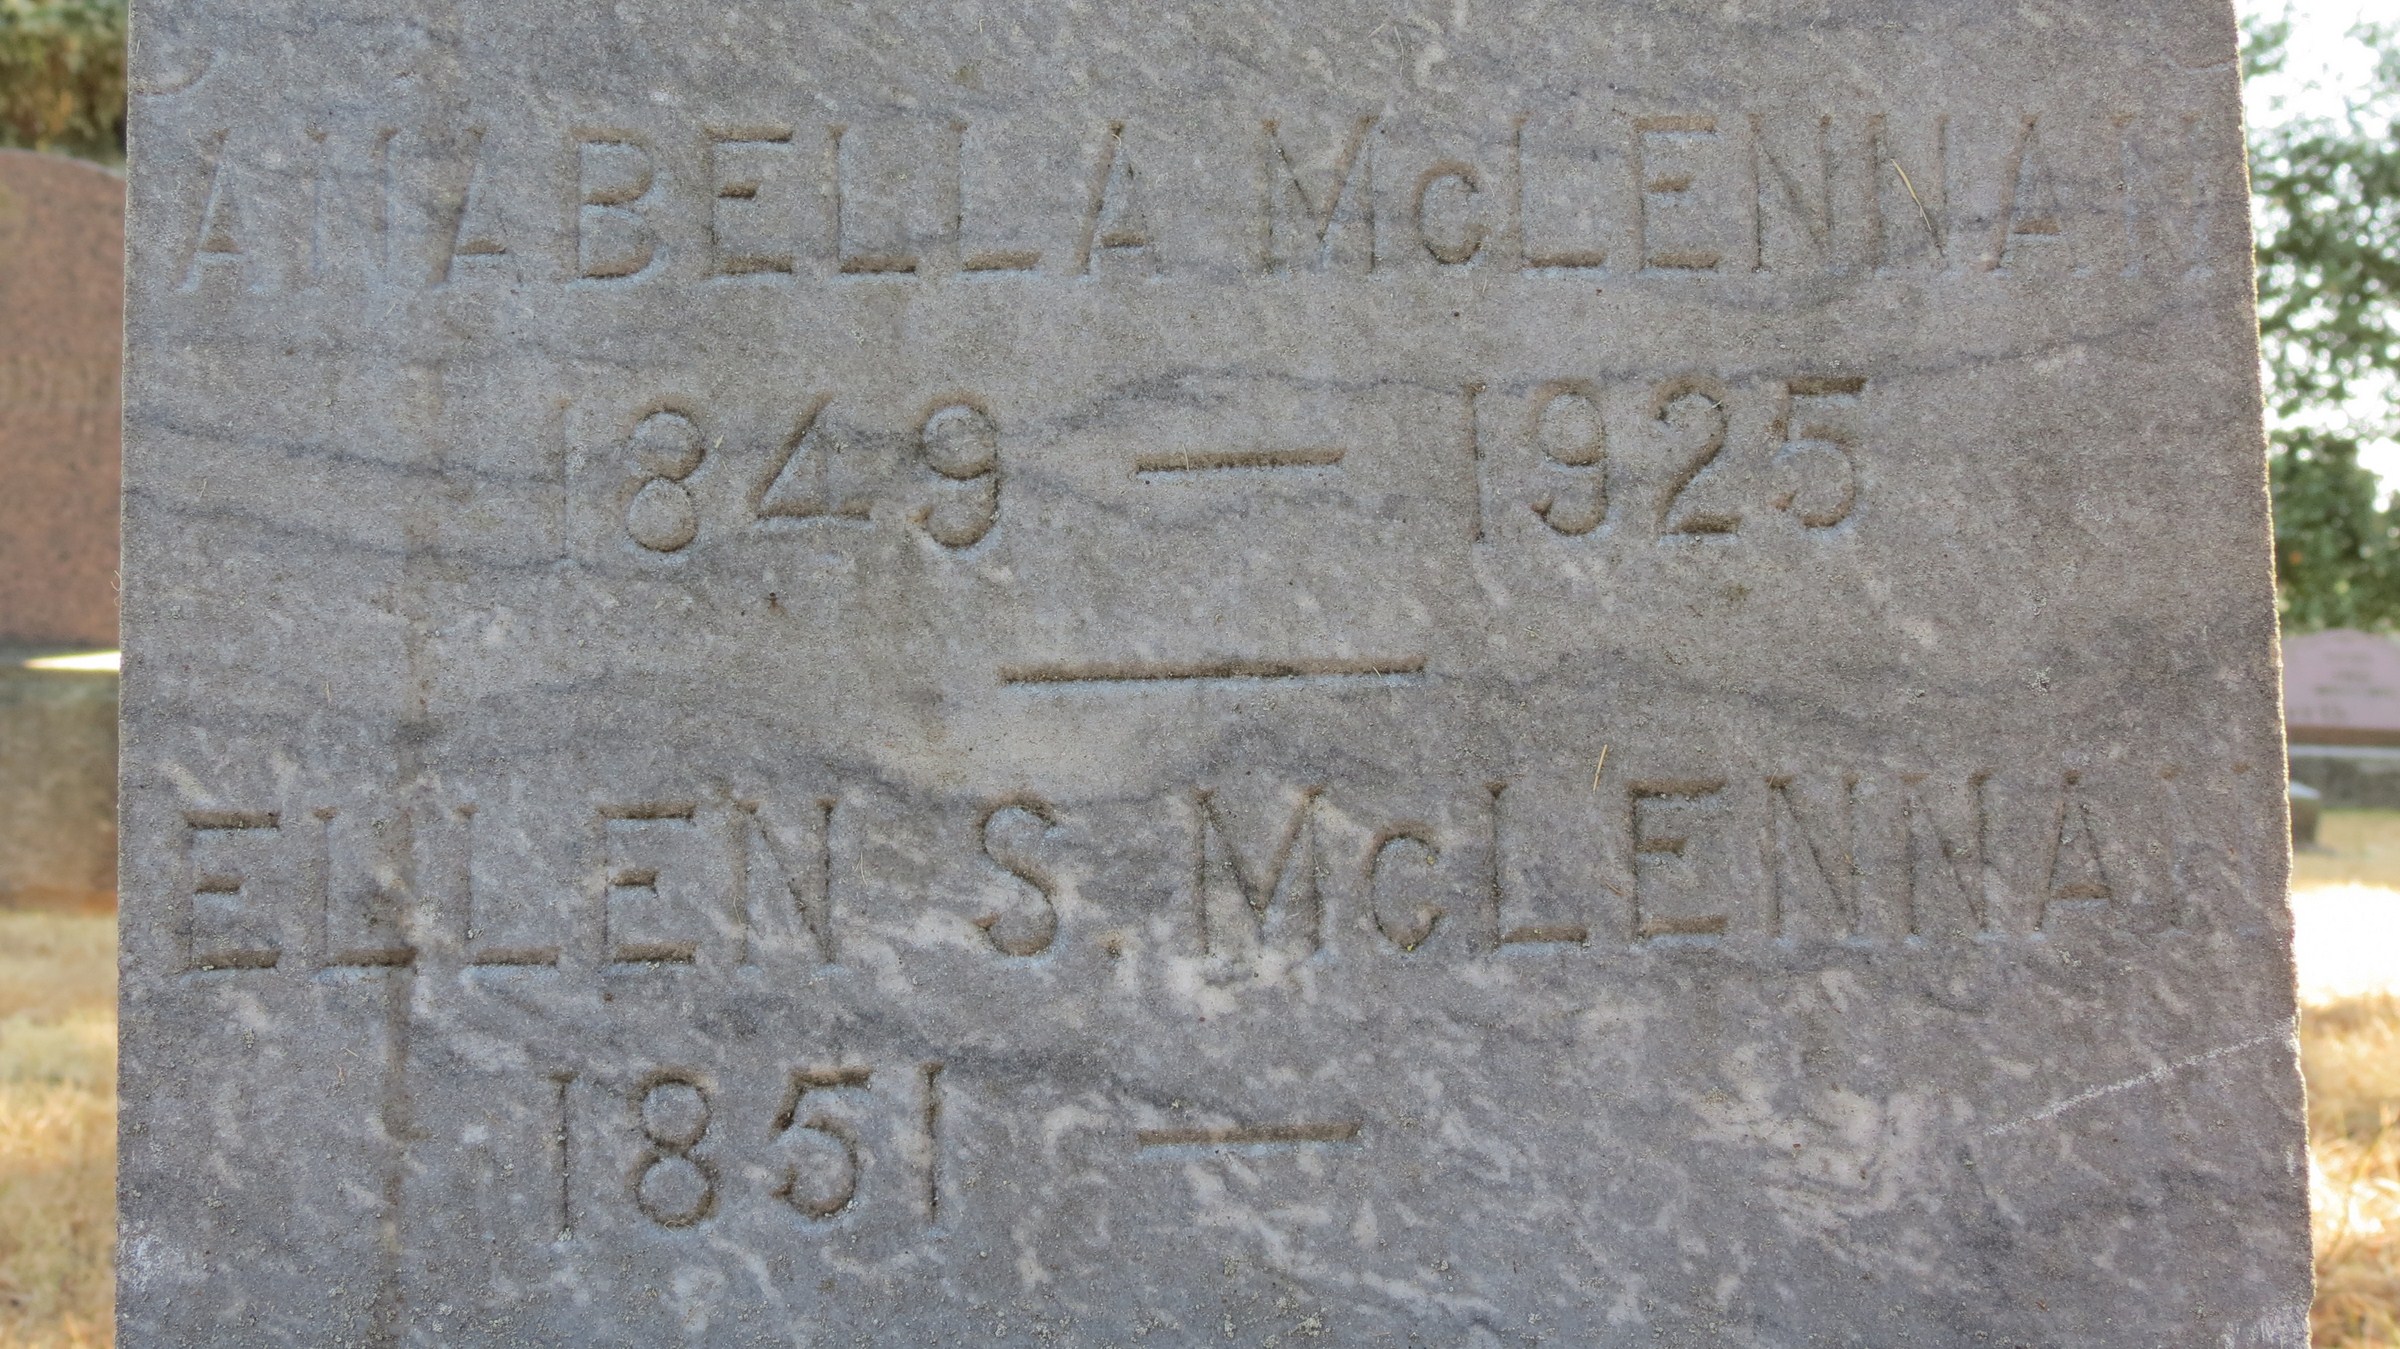 ANABELLA McLENNAN
1849 — 1925
ELLEN S. McLENNAN
1851 —